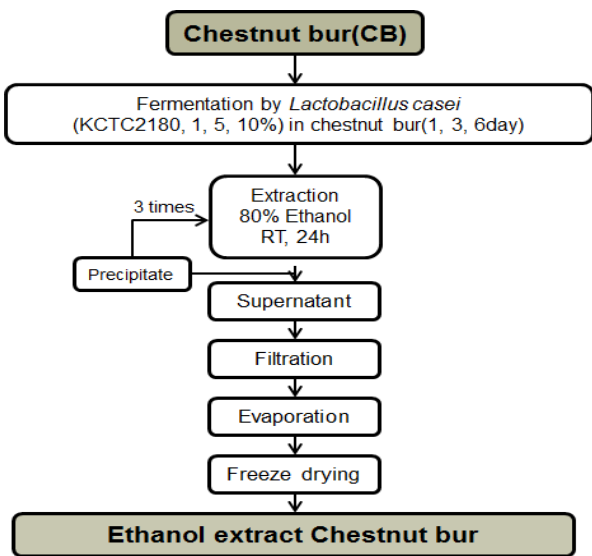 Chestnut bur(CB)
Fermentation by Lactobacillus casei
(KCTC2180, 1, 5, 10%) in chestnut bur(1, 3, 6day)
Extraction
80% Ethanol
RT, 24h
3 times
Precipitate
Supernatant
Filtration
Evaporation
Freeze drying
Ethanol extract Chestnut bur